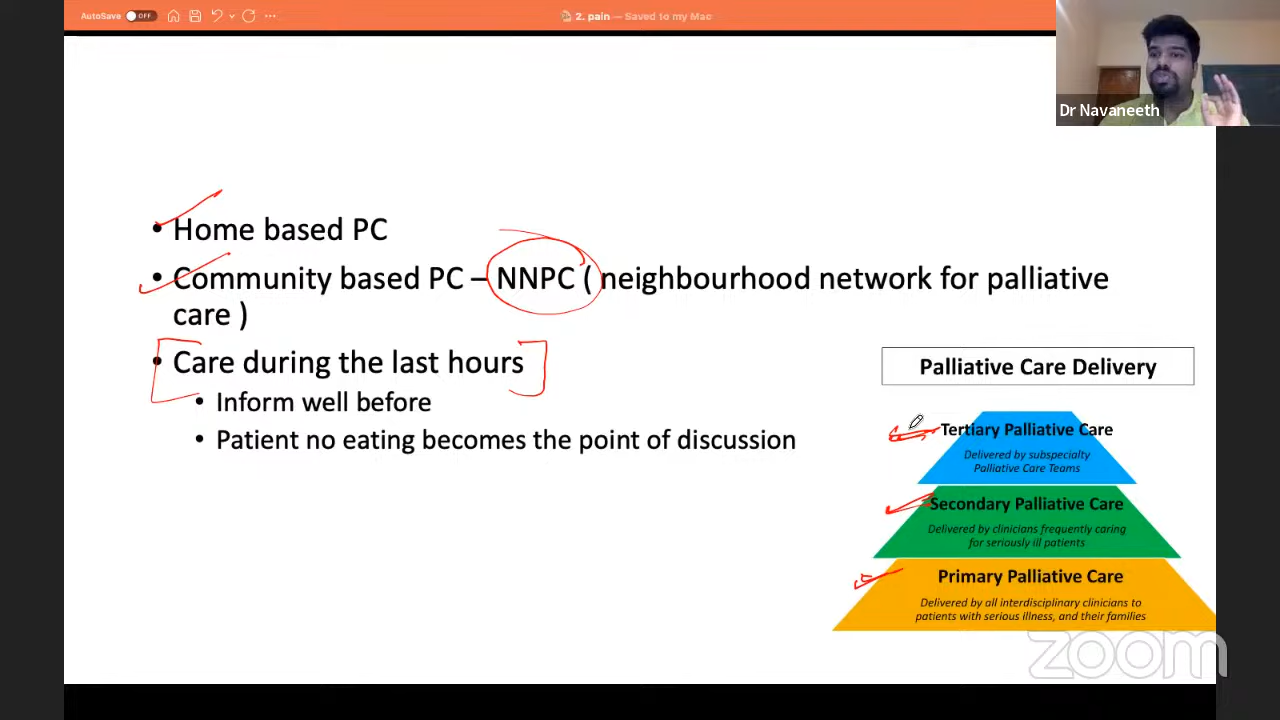 AutoSave OFF
2. pain — Saved to my Mac
Dr Navaneeth
• Home based PC
• Community based PC – NNPC ( neighbourhood network for palliative
care )
• Care during the last hours
• Inform well before
• Patient no eating becomes the point of discussion
Palliative Care Delivery
Tertiary Palliative Care
Delivered by subspecialty
Palliative Care Teams
Secondary Palliative Care
Delivered by clinicians frequently caring
for seriously ill patients
Primary Palliative Care
Delivered by all interdisciplinary clinicians to
patients with serious illness, and their families
zoom